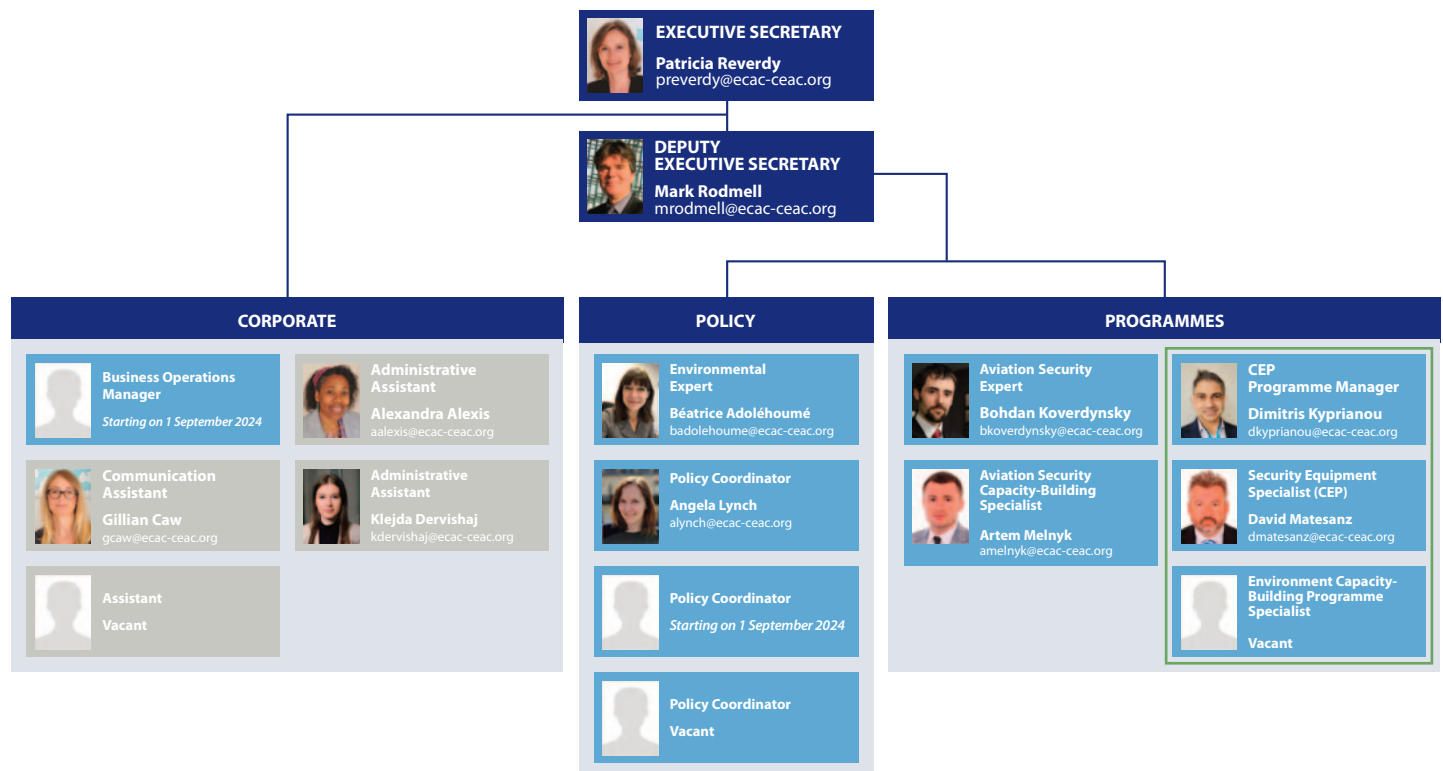 EXECUTIVE SECRETARY
Patricia Reverdy
preverdy@ecac-ceac.org
DEPUTY
EXECUTIVE SECRETARY
Mark Rodmell
mrodmell@ecac-ceac.org
CORPORATE
Business Operations
Manager
Starting on 1 September 2024
Administrative
Assistant
Alexandra Alexis
aalexis@ecac-ceac.org
Communication
Assistant
Gillian Caw
gcaw@ecac-ceac.org
Administrative
Assistant
Klejda Dervishaj
kdervishaj@ecac-ceac.org
Assistant
Vacant
POLICY
Environmental
Expert
Béatrice Adoléhoumé
badolehoume@ecac-ceac.org
Policy Coordinator
Angela Lynch
alynch@ecac-ceac.org
Policy Coordinator
Starting on 1 September 2024
Policy Coordinator
Vacant
PROGRAMMES
Aviation Security
Expert
Bohdan Koverdynsky
bkoverdynsky@ecac-ceac.org
CEP
Programme Manager
Dimitris Kyprianou
dkyprianou@ecac-ceac.org
Aviation Security
Capacity-Building
Specialist
Artem Melnyk
amelnyk@ecac-ceac.org
Security Equipment
Specialist (CEP)
David Matesanz
dmatesanz@ecac-ceac.org
Environment Capacity-
Building Programme
Specialist
Vacant